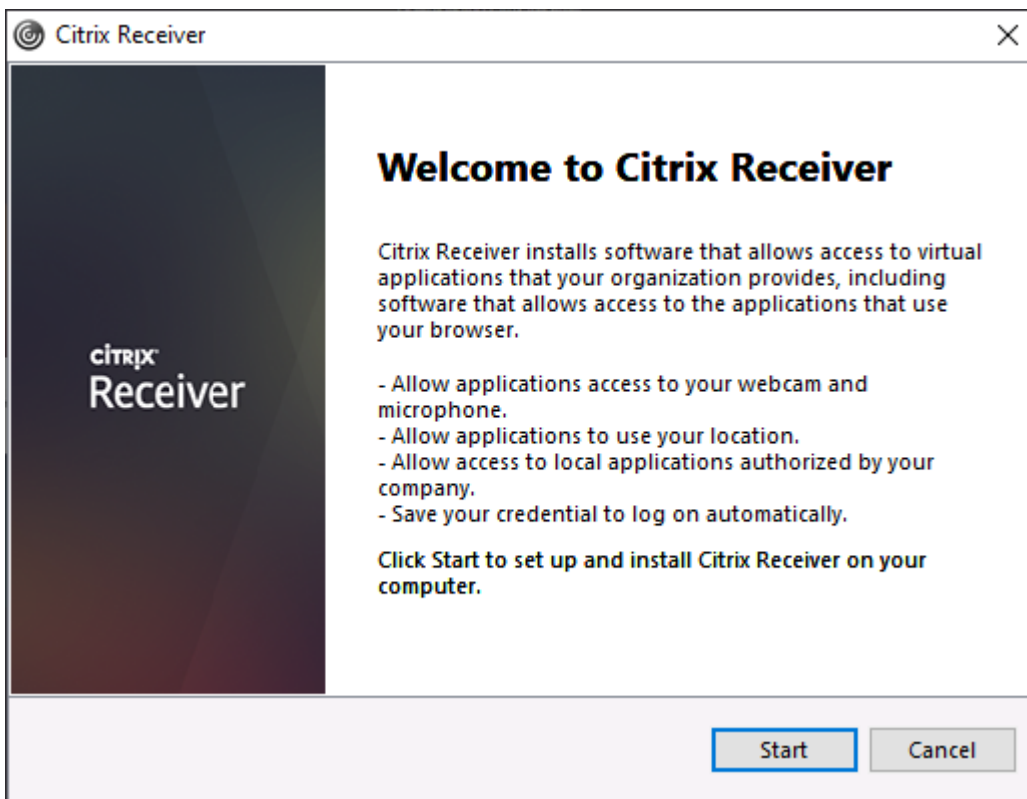 Citrix Receiver
Welcome to Citrix Receiver
Citrix Receiver installs software that allows access to virtual
applications that your organization provides, including
software that allows access to the applications that use
your browser.
- Allow applications access to your webcam and
microphone.
- Allow applications to use your location.
- Allow access to local applications authorized by your
company.
- Save your credential to log on automatically.
Click Start to set up and install Citrix Receiver on your
computer.
CITRIX
Receiver
Start
Cancel